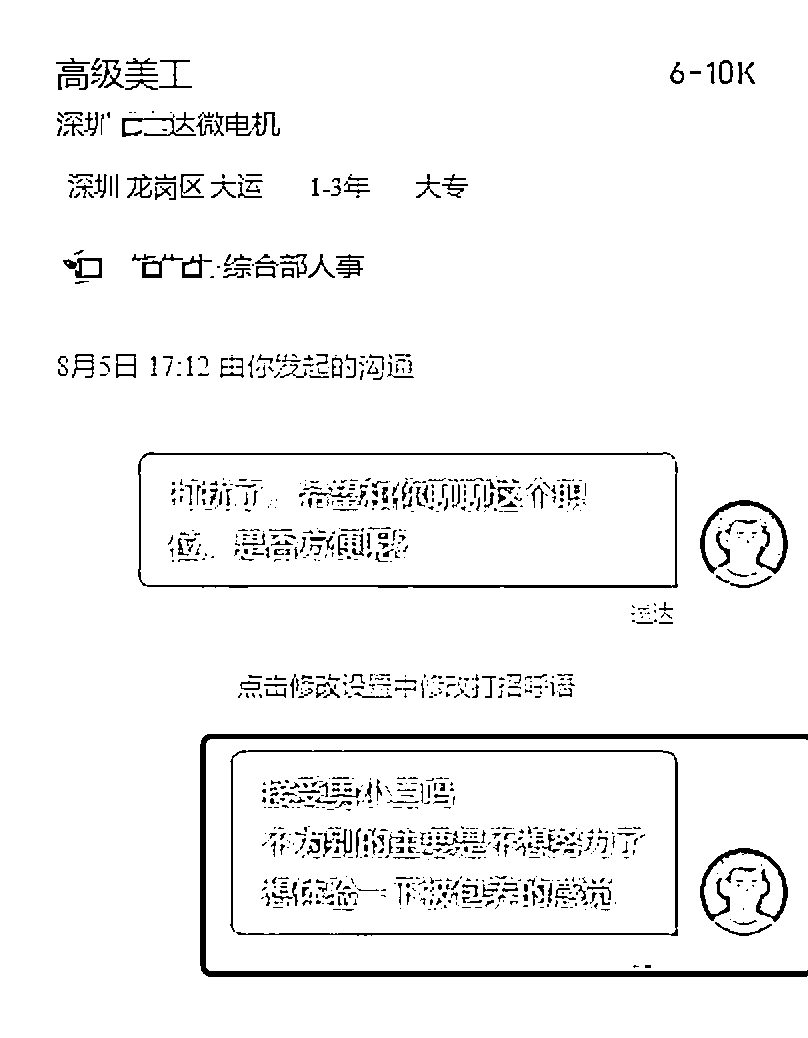 高级美工
6-10K
深圳 达微电机
深圳 龙岗区 大运 1-3年 大专
综合部人事
8月5日 17:12 由你发起的沟通
打扰了，希望和你聊聊这个职
位，是否方便呢？
送达
点击修改设置中修改打招呼语
接受男小三吗
不为别的主要是不想努力了
想体验一下被包养的感觉